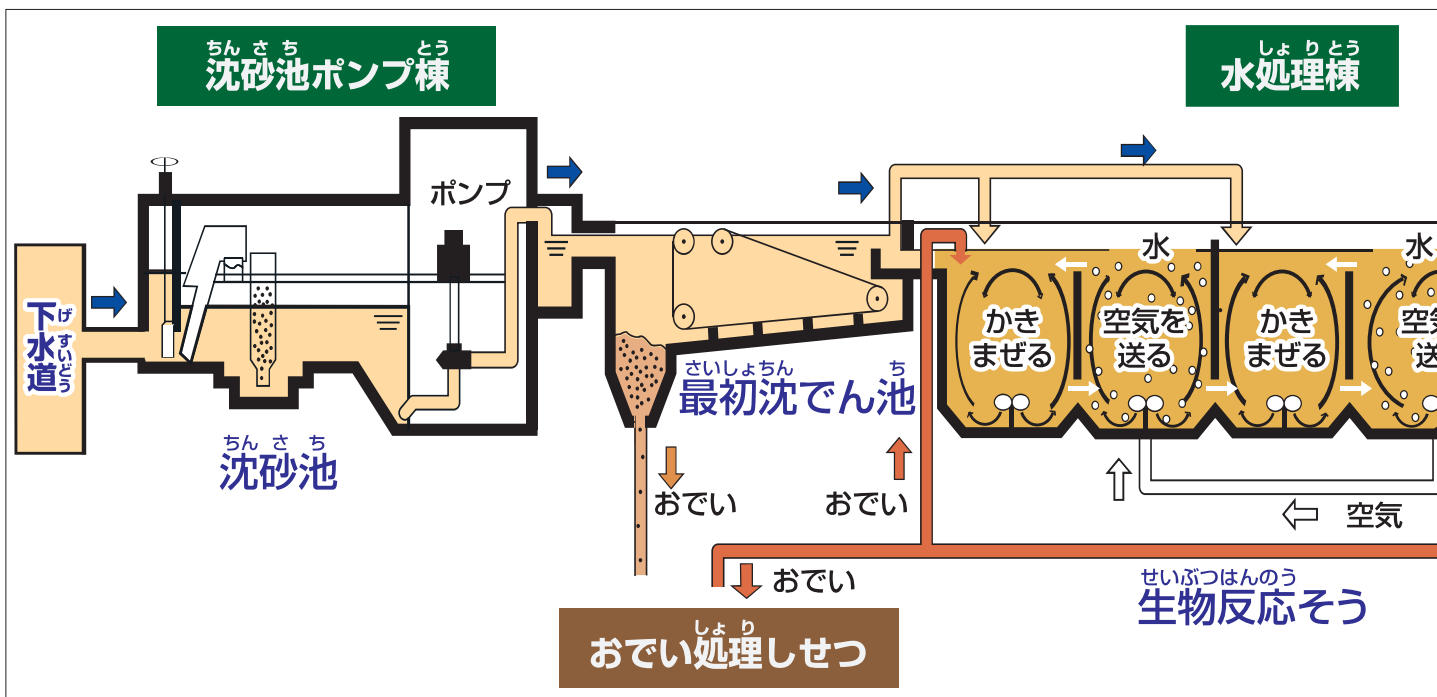 ちんさち とう
沈砂池ポンプ棟
しょりとう
水処理棟
ポンプ
げすいどう
下水道
水
水
かき
まぜる
空気を
送る
かき
まぜる
空気
送
さいしょちん ち
最初沈でん池
ちんさち
沈砂池
おでい
おでい
空気
おでい
せいぶつはんのう
生物反応そう
しょり
おでい処理しせつ